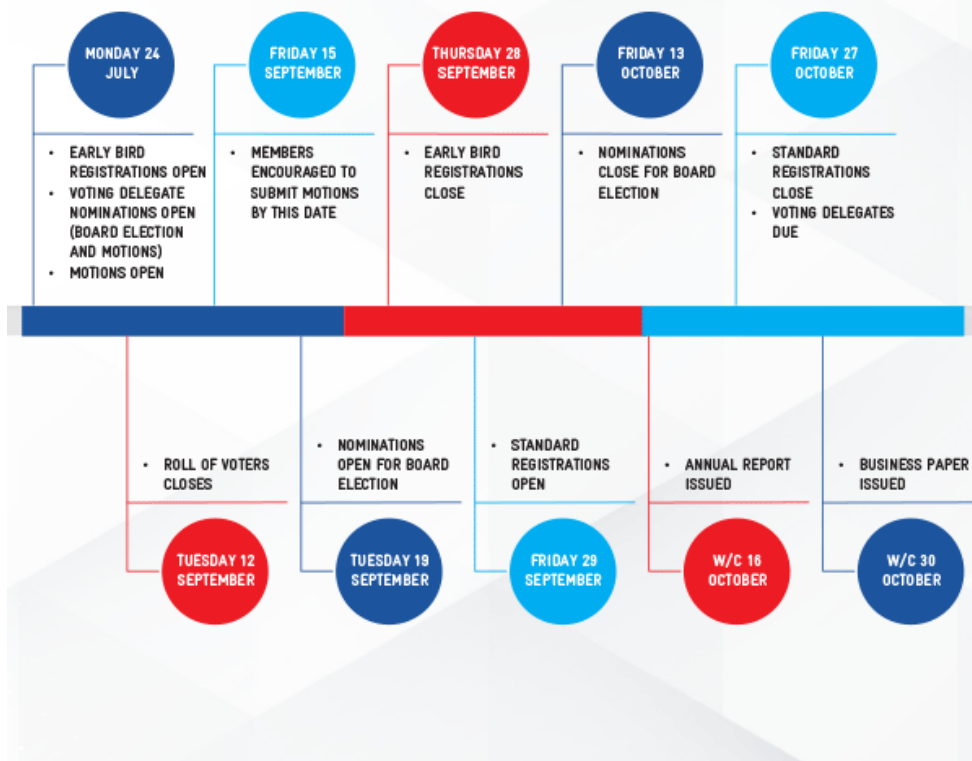 MONDAY 24
JULY
• EARLY BIRD
REGISTRATIONS OPEN
• VOTING DELEGATE
NOMINATIONS OPEN
(BOARD ELECTION
AND MOTIONS)
• MOTIONS OPEN
FRIDAY 15
SEPTEMBER
• MEMBERS
ENCOURAGED TO
SUBMIT MOTIONS
BY THIS DATE
THURSDAY 28
SEPTEMBER
• EARLY BIRD
REGISTRATIONS
CLOSE
FRIDAY 13
OCTOBER
• NOMINATIONS
CLOSE FOR BOARD
ELECTION
FRIDAY 27
OCTOBER
• STANDARD
REGISTRATIONS
CLOSE
• VOTING DELEGATES
DUE
• ROLL OF VOTERS
CLOSES
TUESDAY 12
SEPTEMBER
• NOMINATIONS
OPEN FOR BOARD
ELECTION
TUESDAY 19
SEPTEMBER
• STANDARD
REGISTRATIONS
OPEN
FRIDAY 29
SEPTEMBER
• ANNUAL REPORT
ISSUED
W/C 16
OCTOBER
• BUSINESS PAPER
ISSUED
W/C 30
OCTOBER